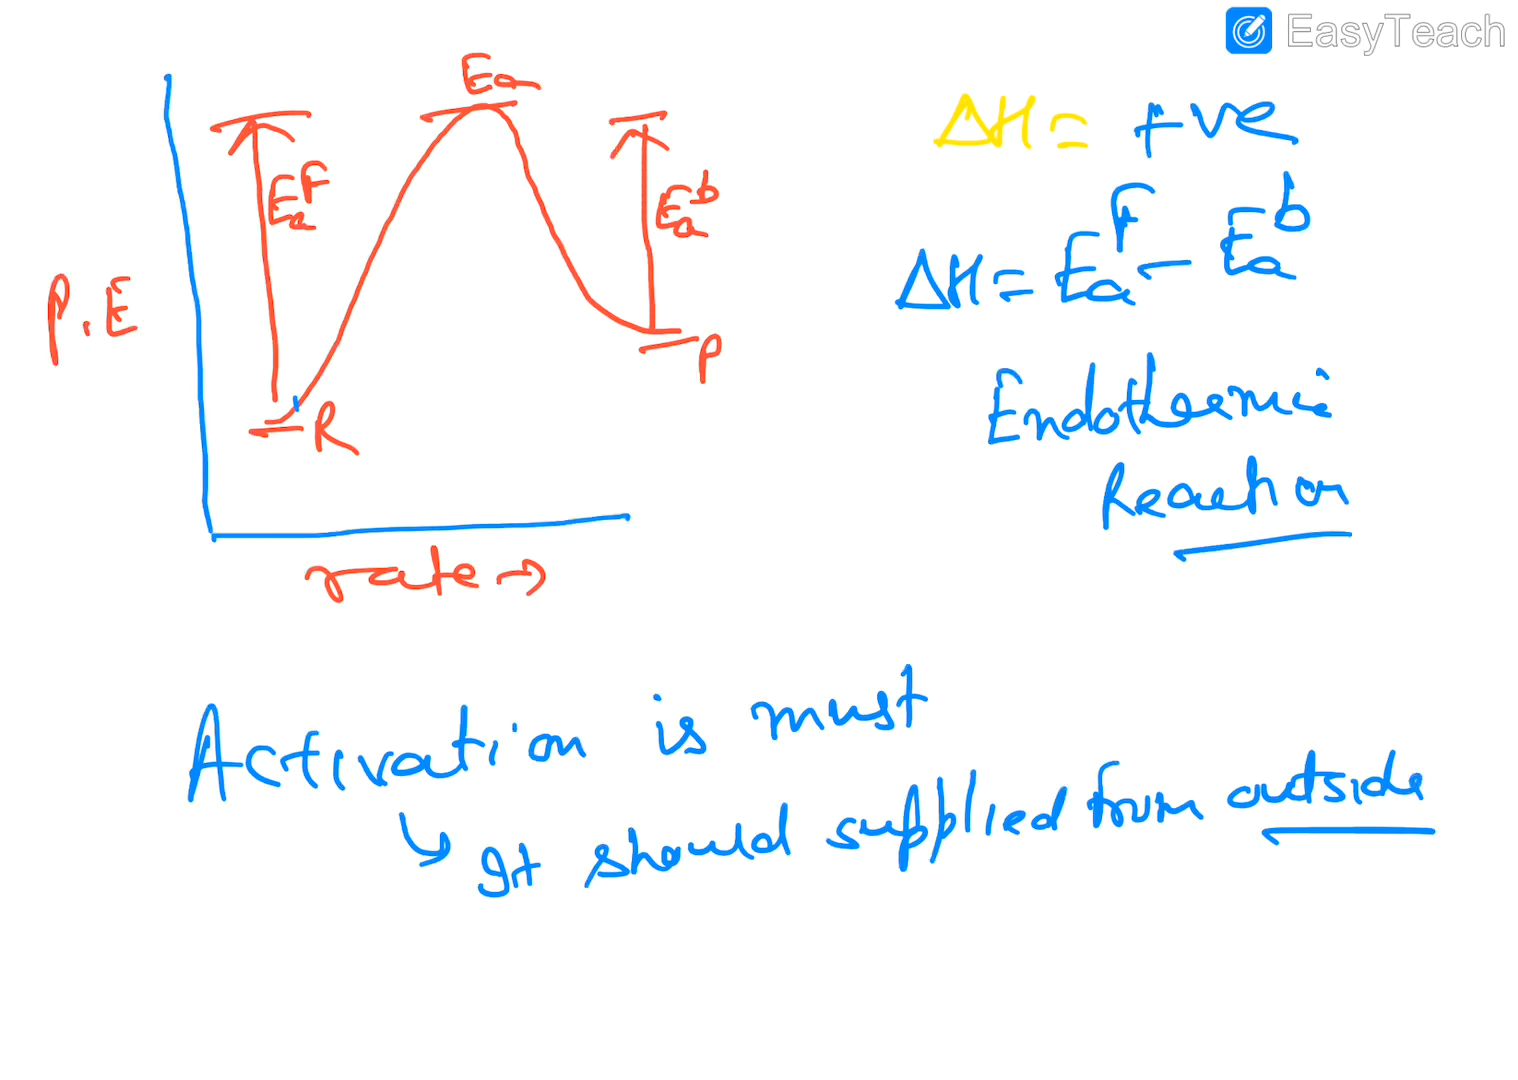 EasyTeach
Ea
ΔH = +ve
Ea^f
Ea^b
ΔH = Ea^f - Ea^b
P.E
P
R
Endothermic
Reaction
rate →
Activation is must
↳ It should supplied from outside